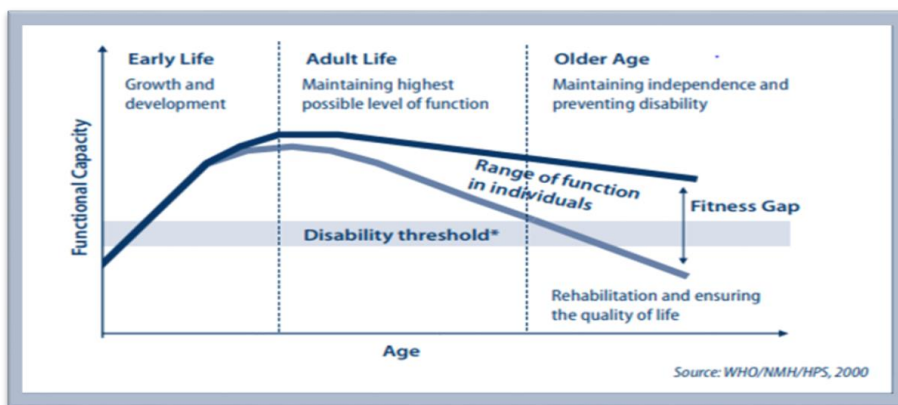 Early Life
Growth and
development
Adult Life
Maintaining highest
possible level of function
Older Age
Maintaining independence and
preventing disability
Functional Capacity
Range of function
in individuals
Fitness Gap
Disability threshold*
Rehabilitation and ensuring
the quality of life
Age
Source: WHO/NMH/HPS, 2000